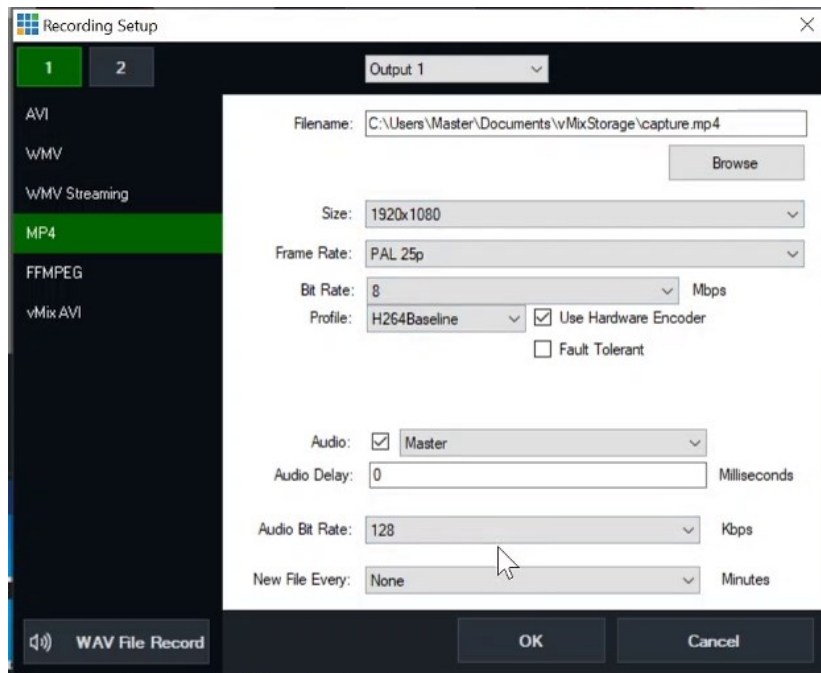 Recording Setup
1 2 Output 1
AVI
WMV
WMV Streaming
MP4
FFMPEG
vMix AVI
Filename: C:\Users\Master\Documents\vMixStorage\capture.mp4
Browse
Size: 1920x1080
Frame Rate: PAL 25p
Bit Rate: 8 Mbps
Profile: H264Baseline Use Hardware Encoder
Fault Tolerant
Audio: Master
Audio Delay: 0 Milliseconds
Audio Bit Rate: 128 Kbps
New File Every: None Minutes
WAV File Record OK Cancel